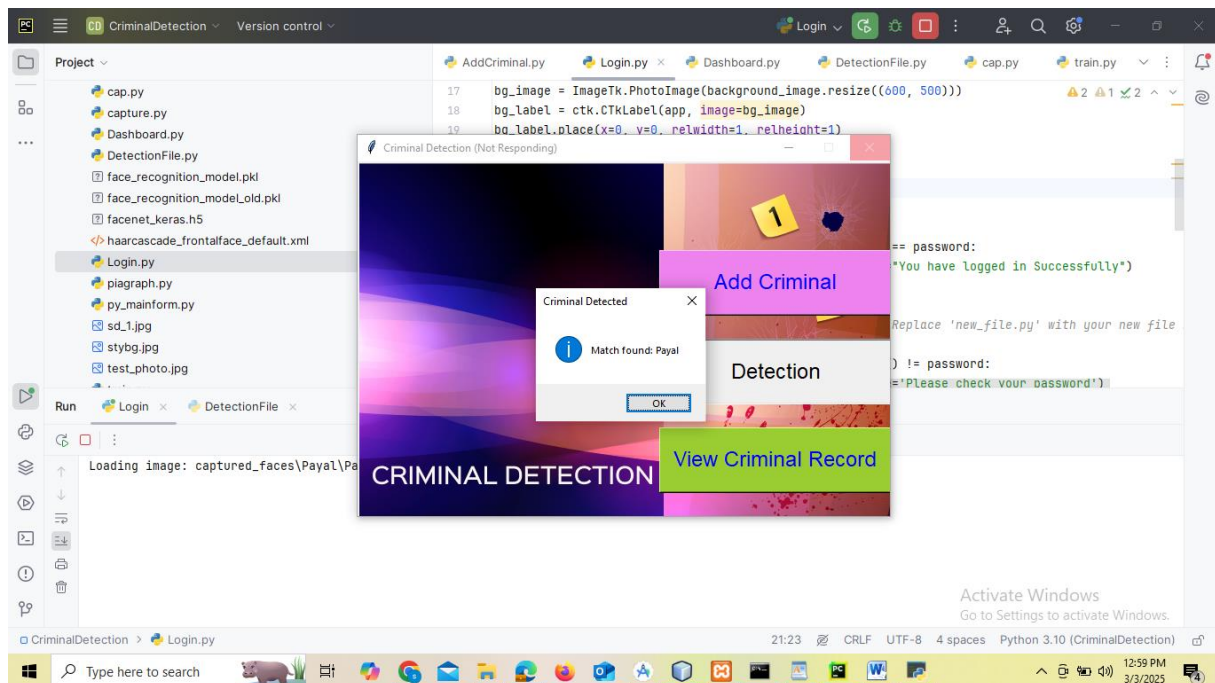 PC
CD CriminalDetection Version control
Login
Project
AddCriminal.py Login.py Dashboard.py DetectionFile.py cap.py train.py
cap.py
capture.py
Dashboard.py
DetectionFile.py
face_recognition_model.pkl
face_recognition_model_old.pkl
facenet_keras.h5
haarcascade_frontalface_default.xml
Login.py
piagraph.py
py_mainform.py
sd_1.jpg
stybg.jpg
test_photo.jpg
17 bg_image = ImageTk.PhotoImage(background_image.resize((600, 500)))
2 1 2
18 bg_label = ctk.CTkLabel(app, image=bg_image)
19 bg_label.place(x=0, y=0, relwidth=1, relheight=1)
== password:
="You have logged in Successfully")
Replace 'new_file.py' with your new file
) != password:
='Please check your password')
Criminal Detection (Not Responding)
1
Add Criminal
Detection
View Criminal Record
CRIMINAL DETECTION
Criminal Detected
Match found: Payal
OK
Run Login DetectionFile
Loading image: captured_faces\Payal\Pa
Activate Windows
Go to Settings to activate Windows.
CriminalDetection > Login.py
21:23 CRLF UTF-8 4 spaces Python 3.10 (CriminalDetection)
Type here to search
12:59 PM
3/3/2025
4